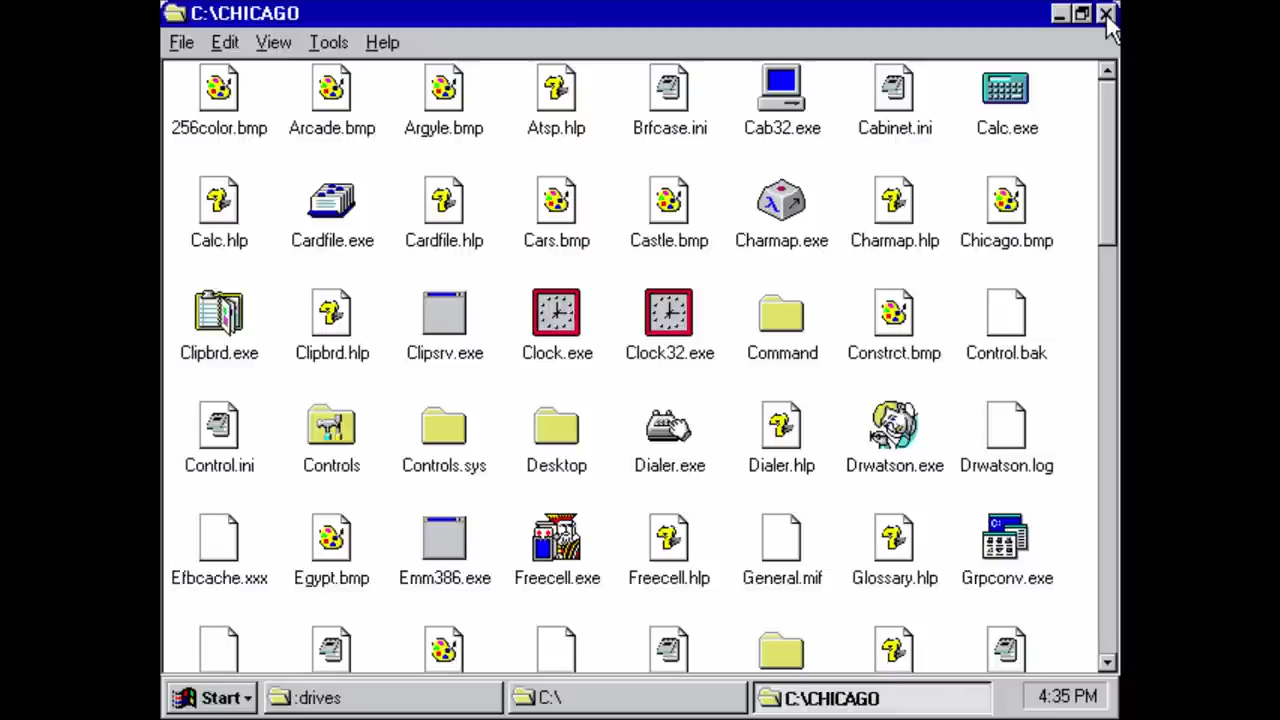 C:\CHICAGO
File Edit View Tools Help
256color.bmp Arcade.bmp Argyle.bmp Atsp.hlp Brfcase.ini Cab32.exe Cabinet.ini Calc.exe
Calc.hlp Cardfile.exe Cardfile.hlp Cars.bmp Castle.bmp Charmap.exe Charmap.hlp Chicago.bmp
Clipbrd.exe Clipbrd.hlp Clipsrv.exe Clock.exe Clock32.exe Command Constrct.bmp Control.bak
Control.ini Controls Controls.sys Desktop Dialer.exe Dialer.hlp Drwatson.exe Drwatson.log
Efbcache.xxx Egypt.bmp Emm386.exe Freecell.exe Freecell.hlp General.mif Glossary.hlp Grpconv.exe
Start :drives C:\ C:\CHICAGO 4:35 PM